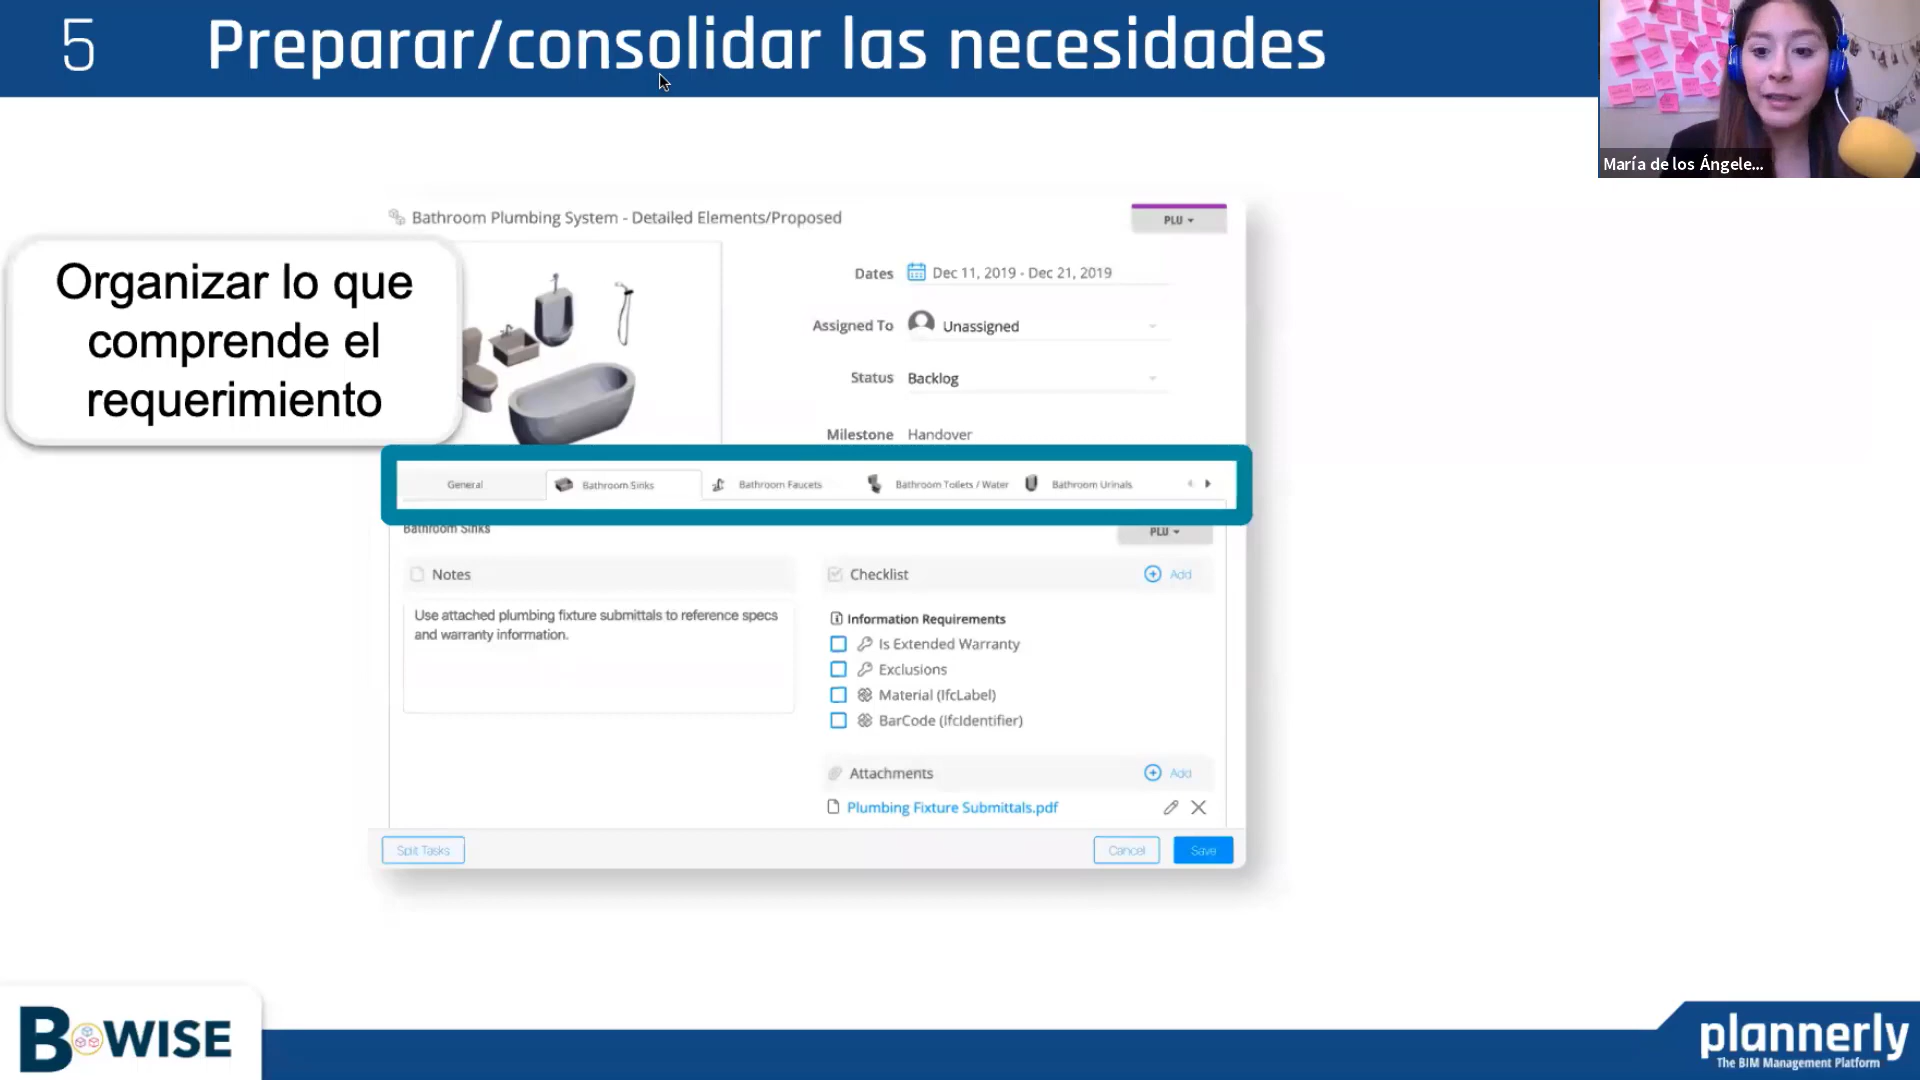 5 Preparar/consolidar las necesidades
María de los Ángele...
Organizar lo que
comprende el
requerimiento
Bathroom Plumbing System - Detailed Elements/Proposed
PLU
Dates Dec 11, 2019 - Dec 21, 2019
Assigned To Unassigned
Status Backlog
Milestone Handover
General Bathroom Sinks Bathroom Faucets Bathroom Toilets / Water Bathroom Urinals
Bathroom Sinks PLU
Notes
Use attached plumbing fixture submittals to reference specs
and warranty information.
Checklist Add
Information Requirements
Is Extended Warranty
Exclusions
Material (IfcLabel)
BarCode (IfcIdentifier)
Attachments Add
Plumbing Fixture Submittals.pdf
Split Tasks Cancel Save
BIMWISE
plannerly
The BIM Management Platform